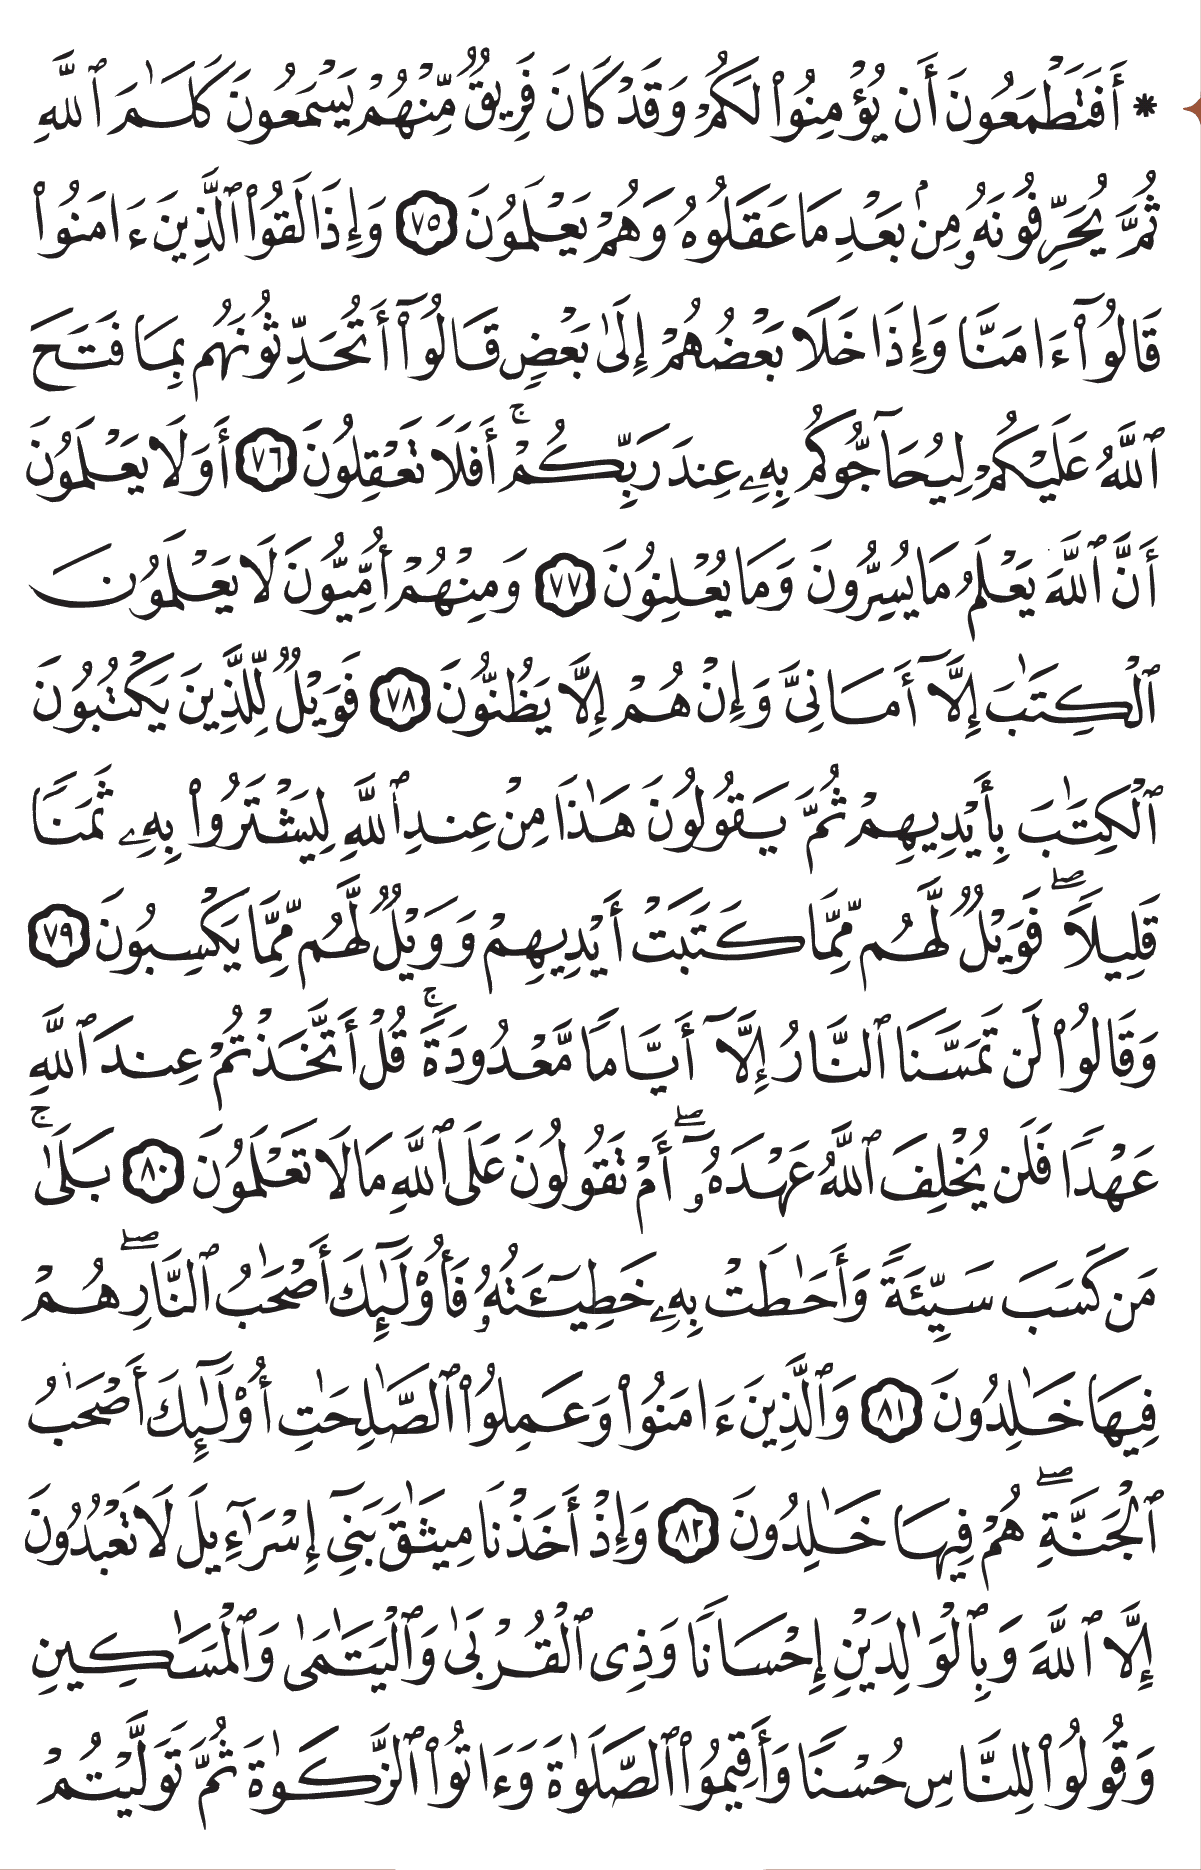 * أَفَتَطْمَعُونَ أَن يُؤْمِنُوا۟ لَكُمْ وَقَدْ كَانَ فَرِيقٌ مِّنْهُمْ يَسْمَعُونَ كَلَـٰمَ ٱللَّهِ
ثُمَّ يُحَرِّفُونَهُۥ مِنۢ بَعْدِ مَا عَقَلُوهُ وَهُمْ يَعْلَمُونَ ٧٥ وَإِذَا لَقُوا۟ ٱلَّذِينَ ءَامَنُوا۟
قَالُوٓا۟ ءَامَنَّا وَإِذَا خَلَا بَعْضُهُمْ إِلَىٰ بَعْضٍ قَالُوٓا۟ أَتُحَدِّثُونَهُم بِمَا فَتَحَ
ٱللَّهُ عَلَيْكُمْ لِيُحَآجُّوكُم بِهِۦ عِندَ رَبِّكُمْ ۚ أَفَلَا تَعْقِلُونَ ٧٦ أَوَلَا يَعْلَمُونَ
أَنَّ ٱللَّهَ يَعْلَمُ مَا يُسِرُّونَ وَمَا يُعْلِنُونَ ٧٧ وَمِنْهُمْ أُمِّيُّونَ لَا يَعْلَمُونَ
ٱلْكِتَـٰبَ إِلَّآ أَمَانِىَّ وَإِنْ هُمْ إِلَّا يَظُنُّونَ ٧٨ فَوَيْلٌ لِّلَّذِينَ يَكْتُبُونَ
ٱلْكِتَـٰبَ بِأَيْدِيهِمْ ثُمَّ يَقُولُونَ هَـٰذَا مِنْ عِندِ ٱللَّهِ لِيَشْتَرُوا۟ بِهِۦ ثَمَنًا
قَلِيلًا ۖ فَوَيْلٌ لَّهُم مِّمَّا كَتَبَتْ أَيْدِيهِمْ وَوَيْلٌ لَّهُم مِّمَّا يَكْسِبُونَ ٧٩
وَقَالُوا۟ لَن تَمَسَّنَا ٱلنَّارُ إِلَّآ أَيَّامًا مَّعْدُودَةً ۚ قُلْ أَتَّخَذْتُمْ عِندَ ٱللَّهِ
عَهْدًا فَلَن يُخْلِفَ ٱللَّهُ عَهْدَهُۥٓ ۖ أَمْ تَقُولُونَ عَلَى ٱللَّهِ مَا لَا تَعْلَمُونَ ٨٠ بَلَىٰ ۚ
مَن كَسَبَ سَيِّئَةً وَأَحَـٰطَتْ بِهِۦ خَطِيٓـَٔتُهُۥ فَأُو۟لَـٰٓئِكَ أَصْحَـٰبُ ٱلنَّارِ ۖ هُمْ
فِيهَا خَـٰلِدُونَ ٨١ وَٱلَّذِينَ ءَامَنُوا۟ وَعَمِلُوا۟ ٱلصَّـٰلِحَـٰتِ أُو۟لَـٰٓئِكَ أَصْحَـٰبُ
ٱلْجَنَّةِ ۖ هُمْ فِيهَا خَـٰلِدُونَ ٨٢ وَإِذْ أَخَذْنَا مِيثَـٰقَ بَنِىٓ إِسْرَٰٓءِيلَ لَا تَعْبُدُونَ
إِلَّا ٱللَّهَ وَبِٱلْوَٰلِدَيْنِ إِحْسَانًا وَذِى ٱلْقُرْبَىٰ وَٱلْيَتَـٰمَىٰ وَٱلْمَسَـٰكِينِ
وَقُولُوا۟ لِلنَّاسِ حُسْنًا وَأَقِيمُوا۟ ٱلصَّلَوٰةَ وَءَاتُوا۟ ٱلزَّكَوٰةَ ثُمَّ تَوَلَّيْتُمْ